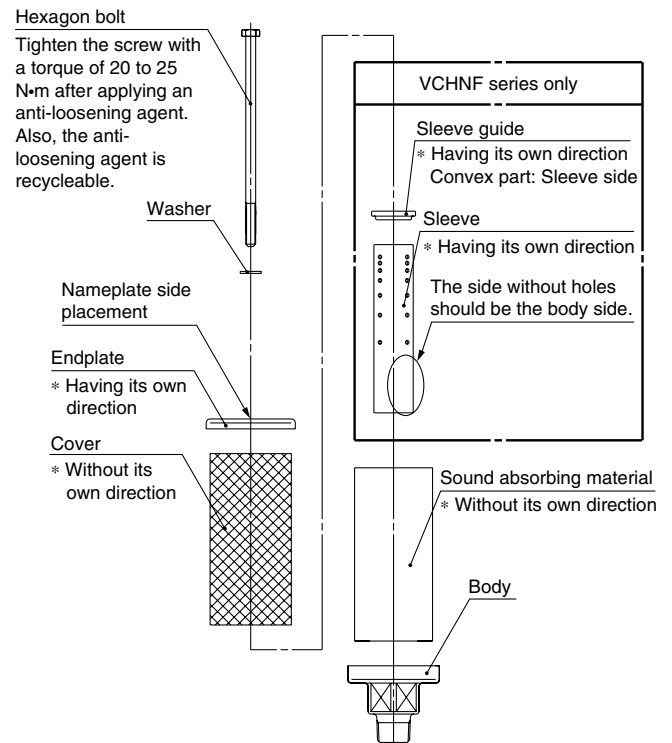 Hexagon bolt
Tighten the screw with
a torque of 20 to 25
N•m after applying an
anti-loosening agent.
Also, the anti-
loosening agent is
recycleable.
Washer
Nameplate side
placement
Endplate
* Having its own
direction
Cover
* Without its
own direction
VCHNF series only
Sleeve guide
* Having its own direction
Convex part: Sleeve side
Sleeve
* Having its own direction
The side without holes
should be the body side.
Sound absorbing material
* Without its own direction
Body